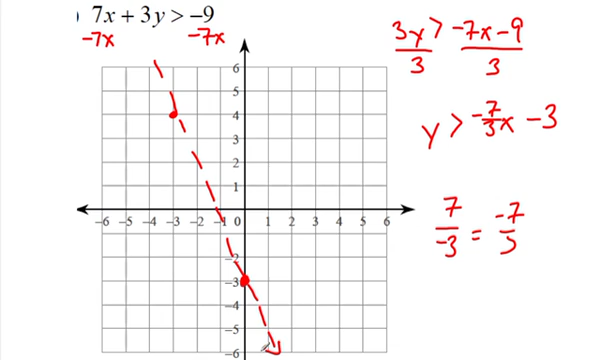 ) 7x + 3y > −9
−7x −7x
3y > −7x − 9
3 3
y > −7/3 x − 3
7/−3 = −7/3
6
5
4
3
2
1
−6 −5 −4 −3 −2 −1 0 1 2 3 4 5 6
−2
−3
−4
−5
−6